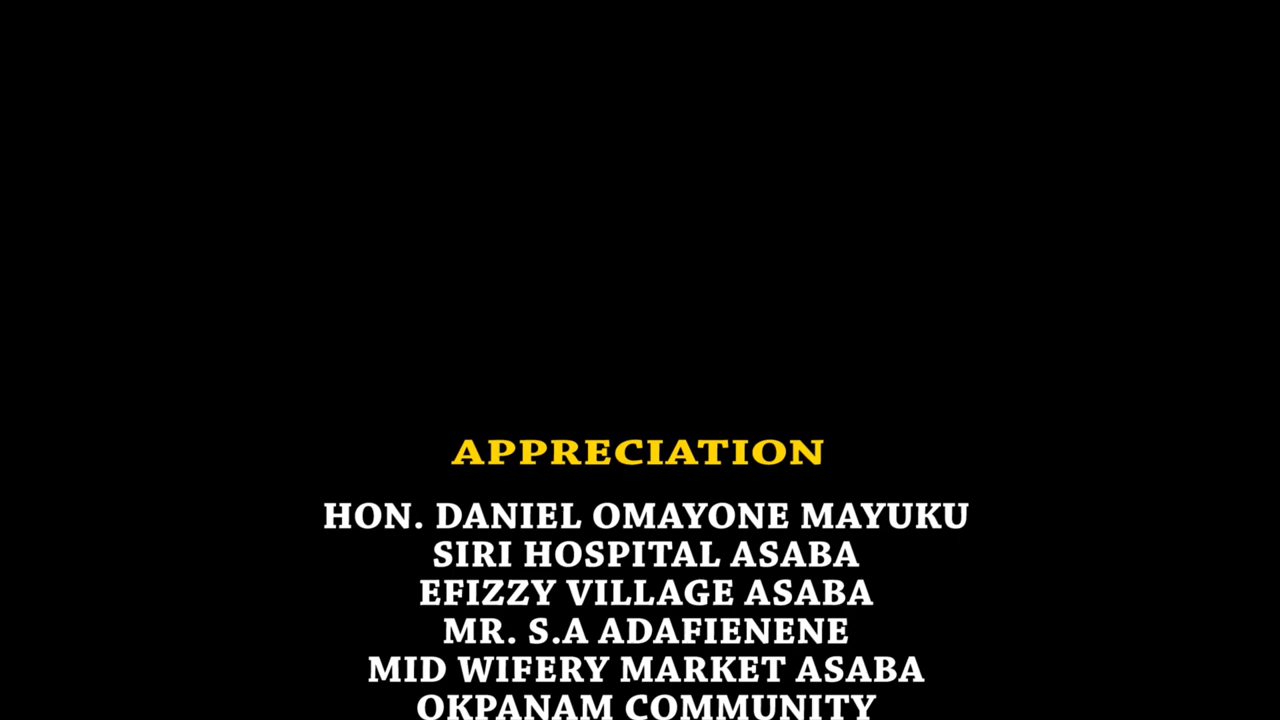 APPRECIATION
HON. DANIEL OMAYONE MAYUKU
SIRI HOSPITAL ASABA
EFIZZY VILLAGE ASABA
MR. S.A ADAFIENENE
MID WIFERY MARKET ASABA
OKPANAM COMMUNITY